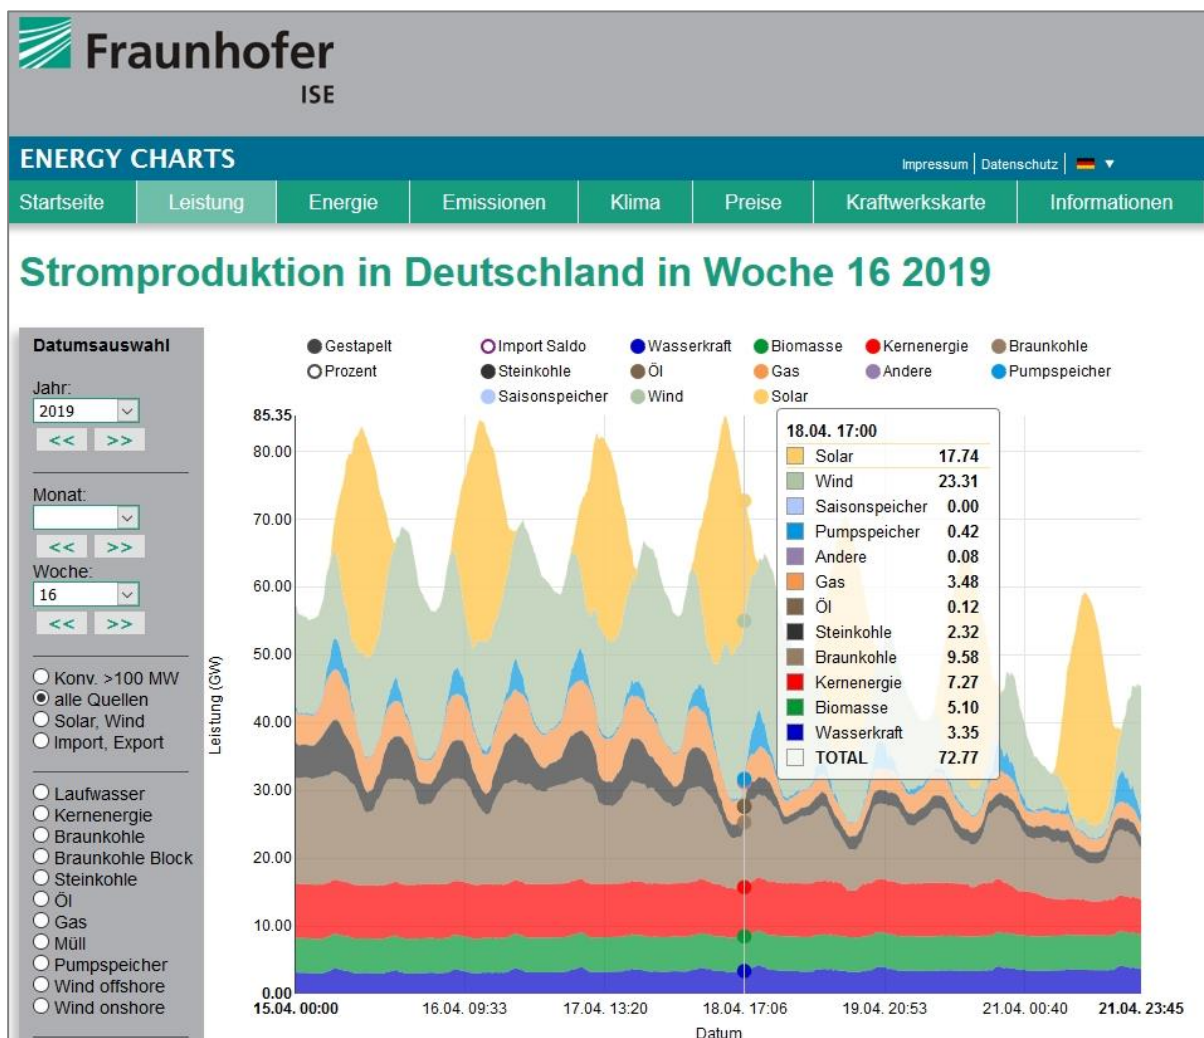 Fraunhofer
ISE
ENERGY CHARTS
Impressum | Datenschutz |
Startseite Leistung Energie Emissionen Klima Preise Kraftwerkskarte Informationen
Stromproduktion in Deutschland in Woche 16 2019
Datumsauswahl
Jahr:
2019
<< >>
Monat:
<< >>
Woche:
16
<< >>
Konv. >100 MW
alle Quellen
Solar, Wind
Import, Export
Laufwasser
Kernenergie
Braunkohle
Braunkohle Block
Steinkohle
Öl
Gas
Müll
Pumpspeicher
Wind offshore
Wind onshore
Gestapelt Import Saldo Wasserkraft Biomasse Kernenergie Braunkohle
Prozent Steinkohle Öl Gas Andere Pumpspeicher
Saisonspeicher Wind Solar
85.35
80.00
70.00
60.00
50.00
40.00
30.00
20.00
10.00
0.00
Leistung (GW)
18.04. 17:00
Solar 17.74
Wind 23.31
Saisonspeicher 0.00
Pumpspeicher 0.42
Andere 0.08
Gas 3.48
Öl 0.12
Steinkohle 2.32
Braunkohle 9.58
Kernenergie 7.27
Biomasse 5.10
Wasserkraft 3.35
TOTAL 72.77
15.04. 00:00 16.04. 09:33 17.04. 13:20 18.04. 17:06 19.04. 20:53 21.04. 00:40 21.04. 23:45
Datum